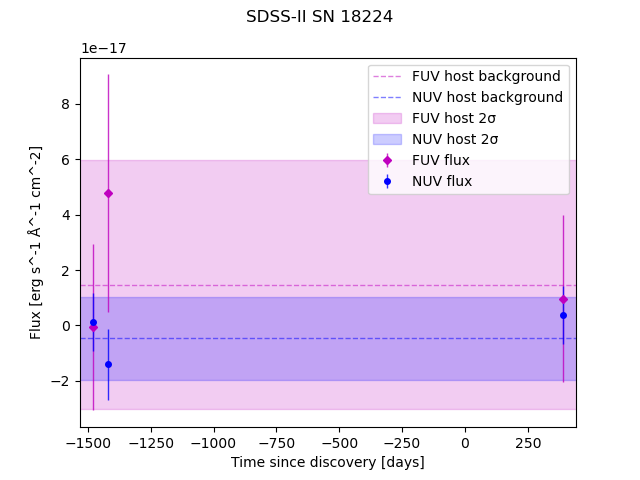 SDSS-II SN 18224
1e−17
FUV host background
NUV host background
FUV host 2σ
NUV host 2σ
FUV flux
NUV flux
8
6
4
2
0
−2
Flux [erg s^-1 Å^-1 cm^-2]
−1500 −1250 −1000 −750 −500 −250 0 250
Time since discovery [days]